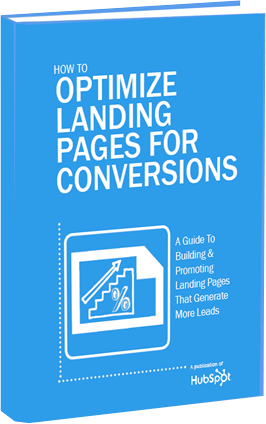 HOW TO
OPTIMIZE
LANDING
PAGES FOR
CONVERSIONS
A Guide To
Building &
Promoting
Landing Pages
That Generate
More Leads
%
A publication of
HubSpot